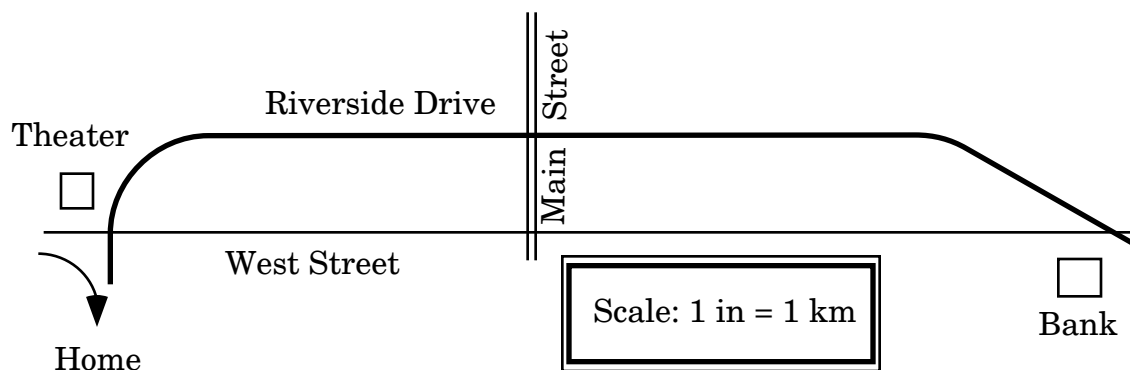 Riverside Drive
Main Street
Theater
West Street
Scale: 1 in = 1 km
Bank
Home